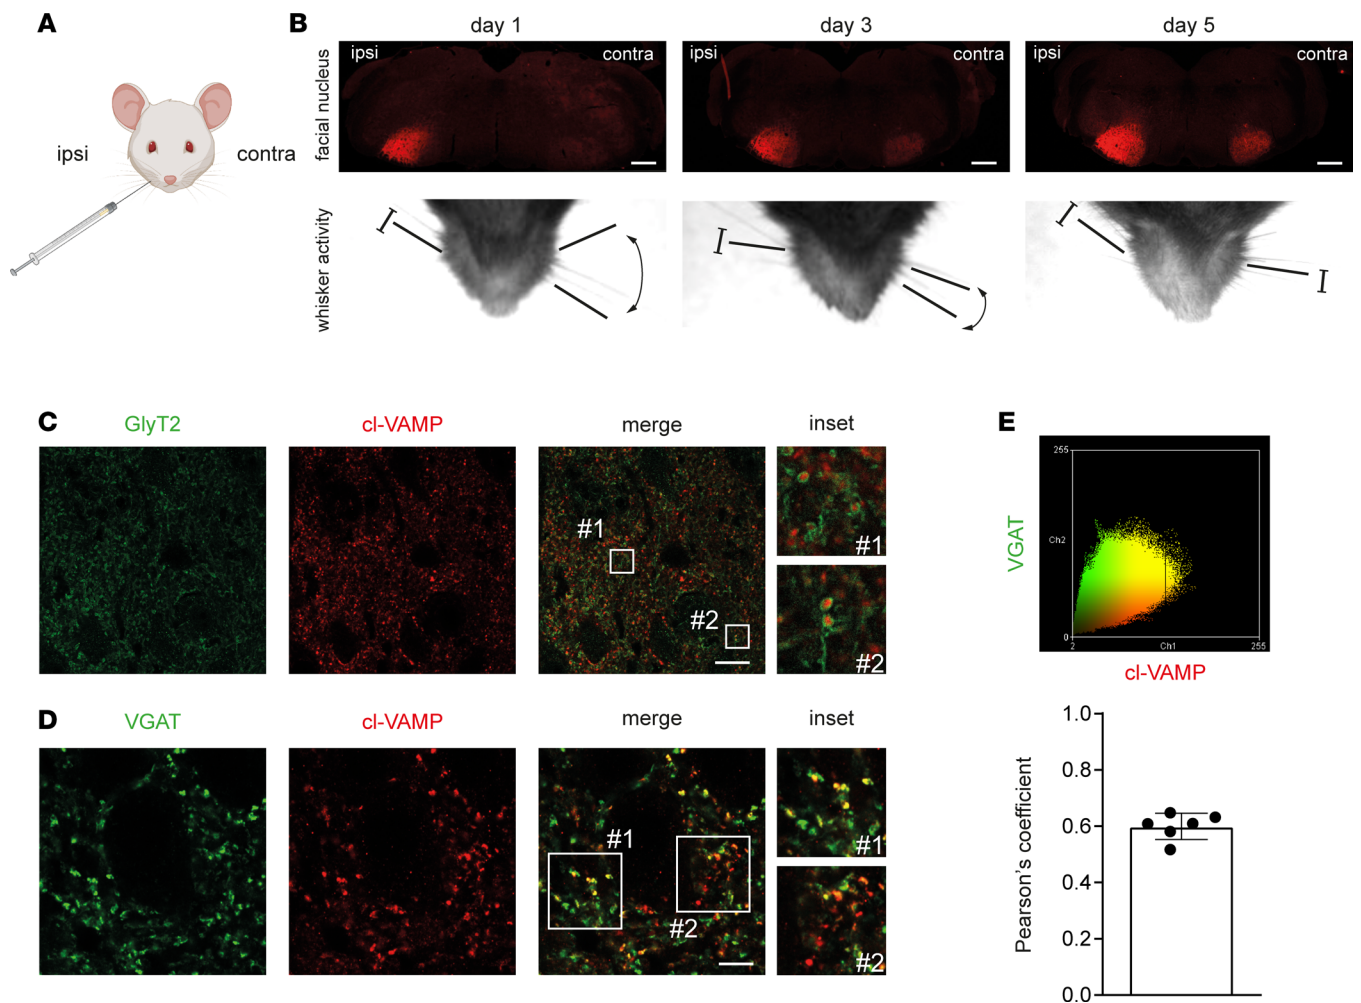 A
ipsi
contra
B
day 1
day 3
day 5
facial nucleus
ipsi
contra
ipsi
contra
ipsi
contra
whisker activity
C
GlyT2
cl-VAMP
merge
inset
#1
#2
#1
#2
D
VGAT
cl-VAMP
merge
inset
#1
#2
#1
#2
E
VGAT
255
Ch2
0
2
Ch1
255
cl-VAMP
Pearson's coefficient
1.0
0.8
0.6
0.4
0.2
0.0